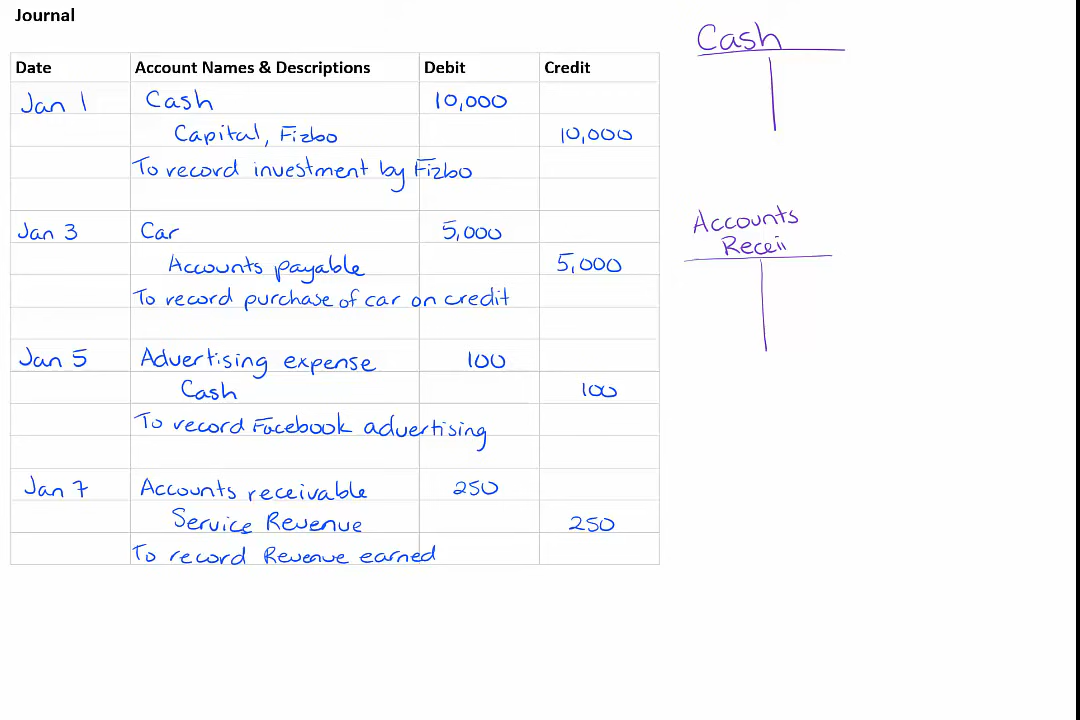 Journal
Date Account Names & Descriptions Debit Credit
Jan 1 Cash 10,000
Capital, Fizbo 10,000
To record investment by Fizbo
Jan 3 Car 5,000
Accounts payable 5,000
To record purchase of car on credit
Jan 5 Advertising expense 100
Cash 100
To record Facebook advertising
Jan 7 Accounts receivable 250
Service Revenue 250
To record Revenue earned
Cash
Accounts
Receii